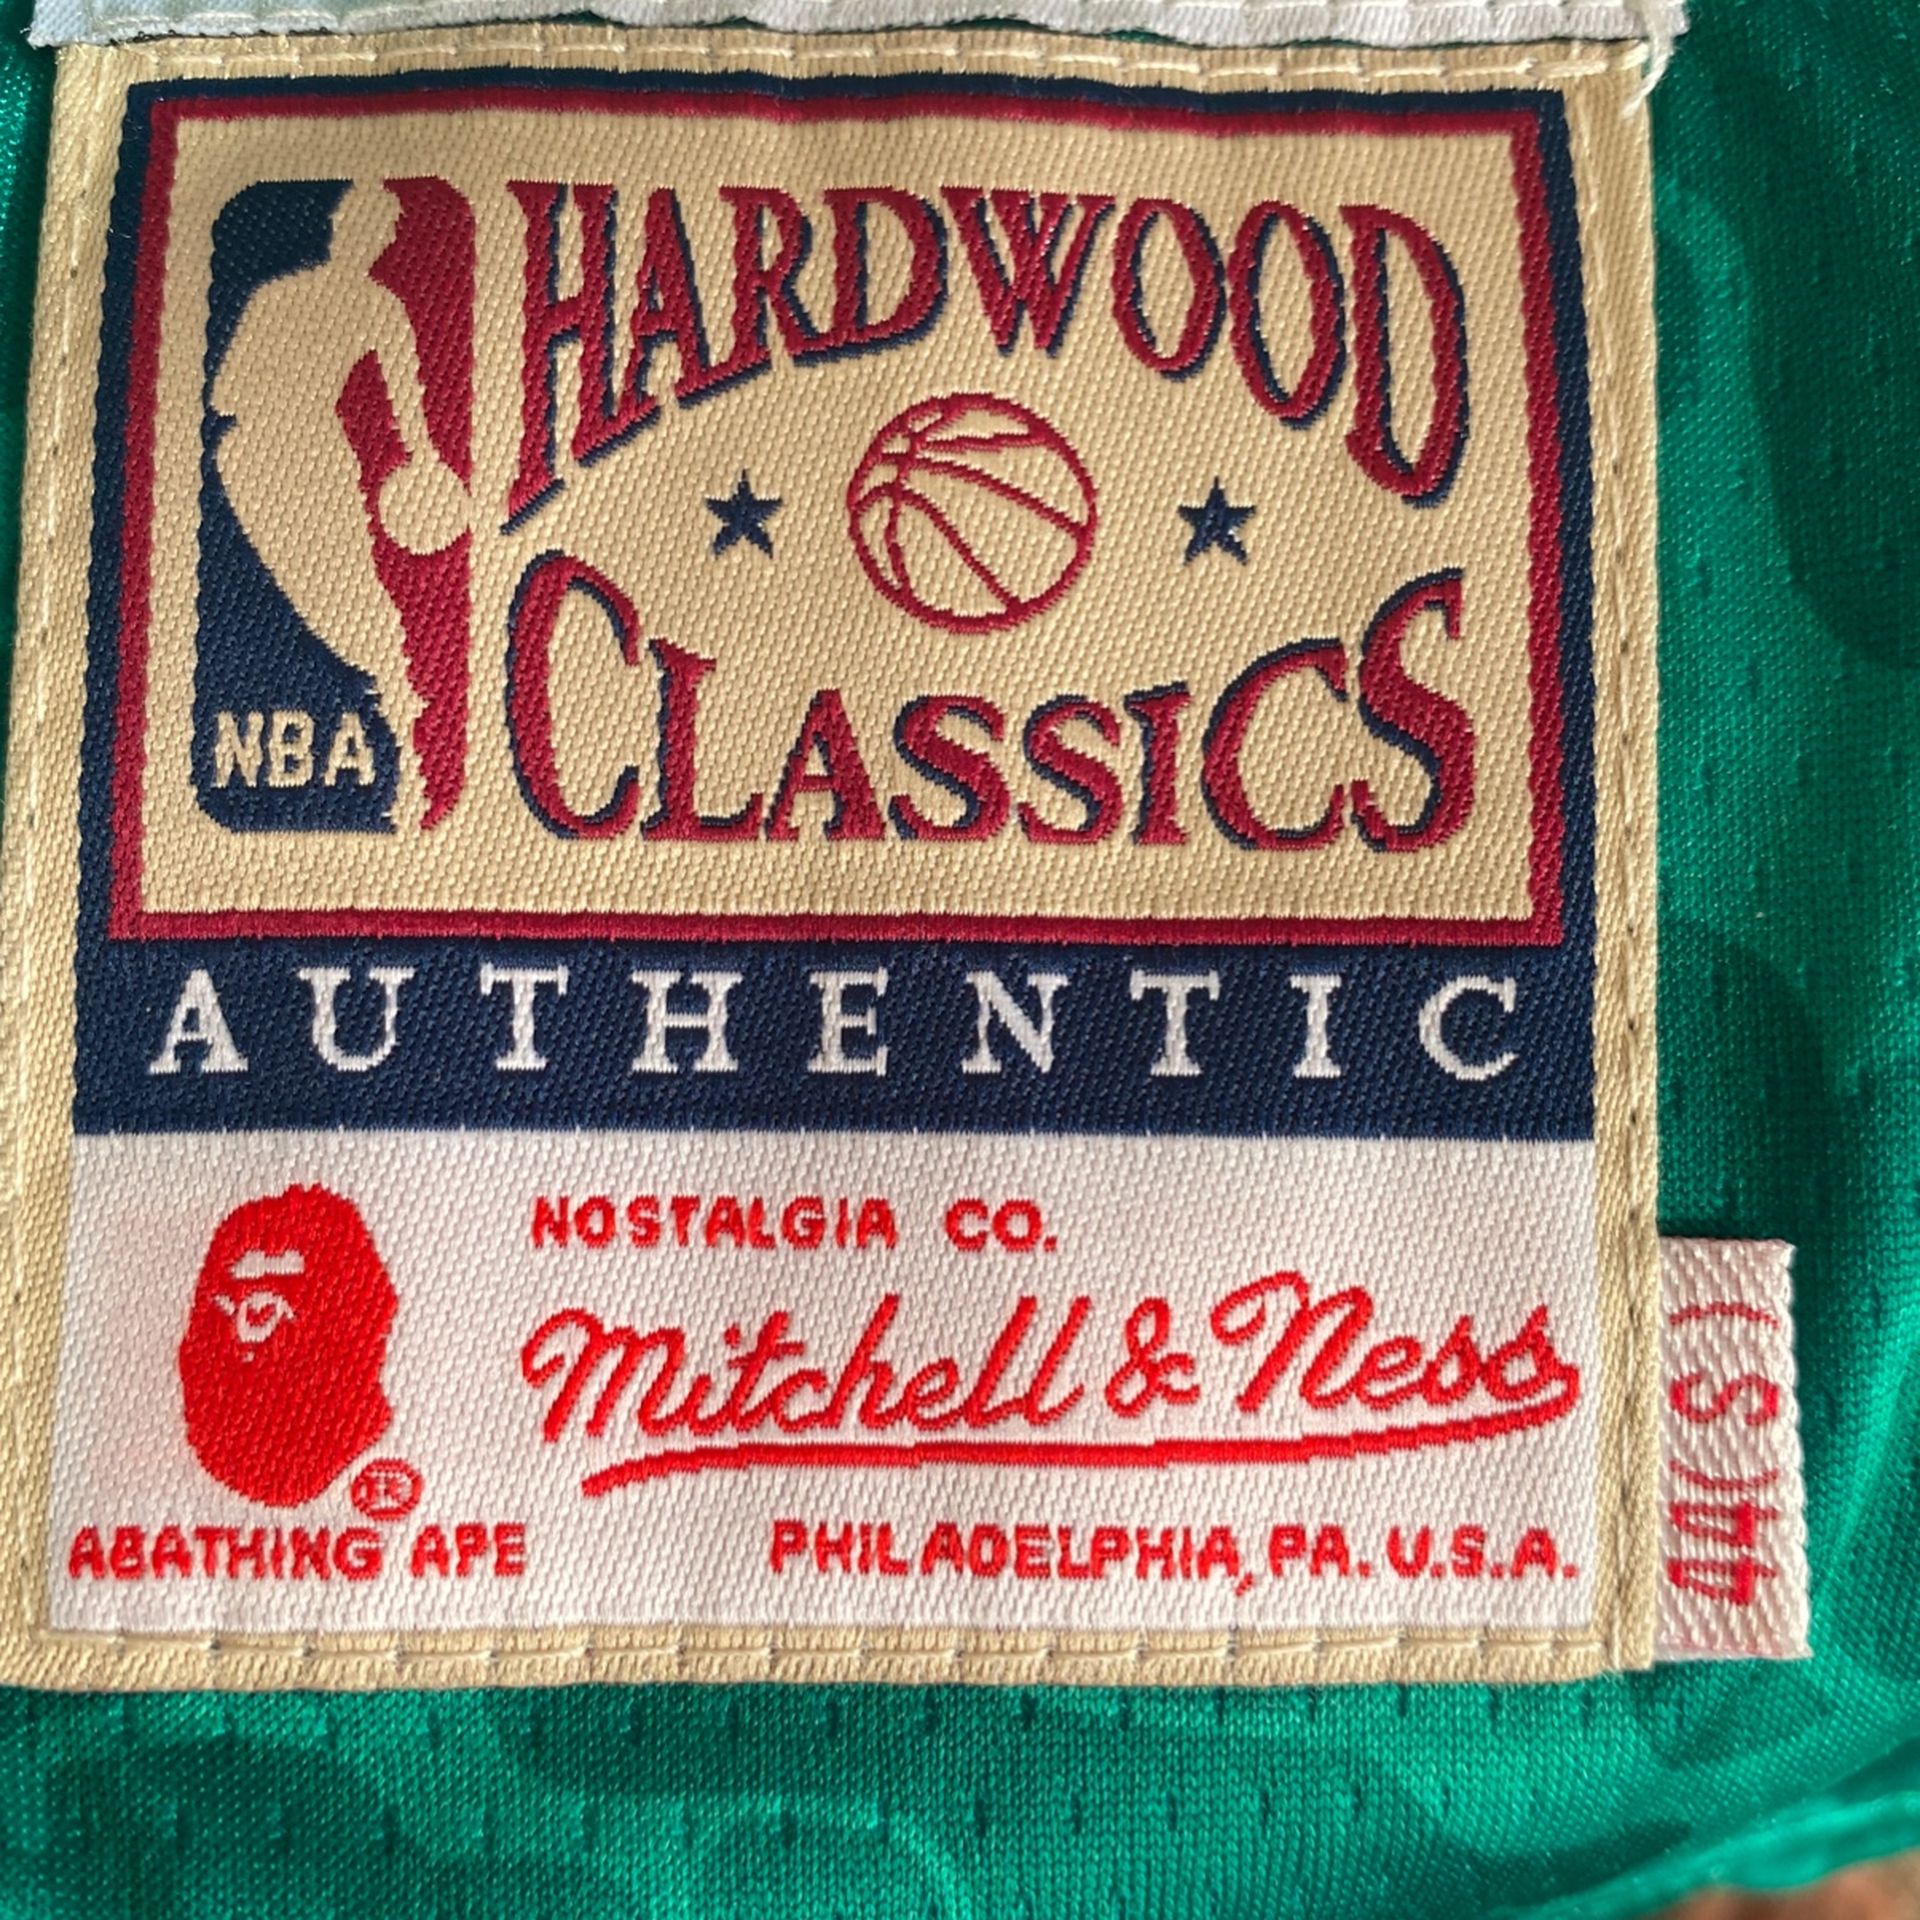 HARDWOOD
CLASSICS
NBA
AUTHENTIC
NOSTALGIA CO.
Mitchell & Ness
®
ABATHING APE
PHILADELPHIA, PA. U.S.A.
44(S)